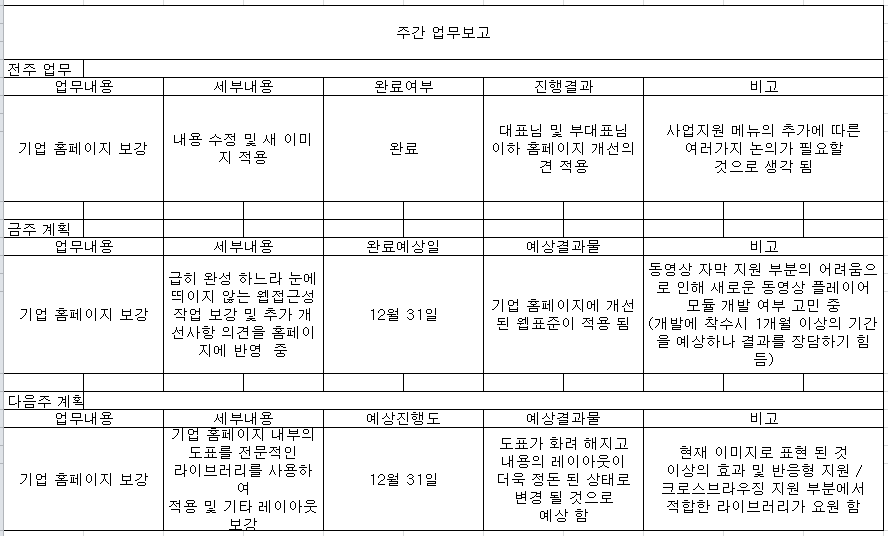 주간 업무보고
전주 업무
업무내용 세부내용 완료여부 진행결과 비고
기업 홈페이지 보강
내용 수정 및 새 이미
지 적용
완료
대표님 및 부대표님
이하 홈페이지 개선의
견 적용
사업지원 메뉴의 추가에 따른
여러가지 논의가 필요할
것으로 생각 됨
금주 계획
업무내용 세부내용 완료예상일 예상결과물 비고
기업 홈페이지 보강
급히 완성 하느라 눈에
띄이지 않는 웹접근성
작업 보강 및 추가 개
선사항 의견을 홈페이
지에 반영 중
12월 31일
기업 홈페이지에 개선
된 웹표준이 적용 됨
동영상 자막 지원 부분의 어려움으
로 인해 새로운 동영상 플레이어
모듈 개발 여부 고민 중
(개발에 착수시 1개월 이상의 기간
을 예상하나 결과를 장담하기 힘
듬)
다음주 계획
업무내용 세부내용 예상진행도 예상결과물 비고
기업 홈페이지 보강
기업 홈페이지 내부의
도표를 전문적인
라이브러리를 사용하
여
적용 및 기타 레이아웃
보강
12월 31일
도표가 화려 해지고
내용의 레이아웃이
더욱 정돈 된 상태로
변경 될 것으로
예상 함
현재 이미지로 표현 된 것
이상의 효과 및 반응형 지원 /
크로스브라우징 지원 부분에서
적합한 라이브러리가 요원 함